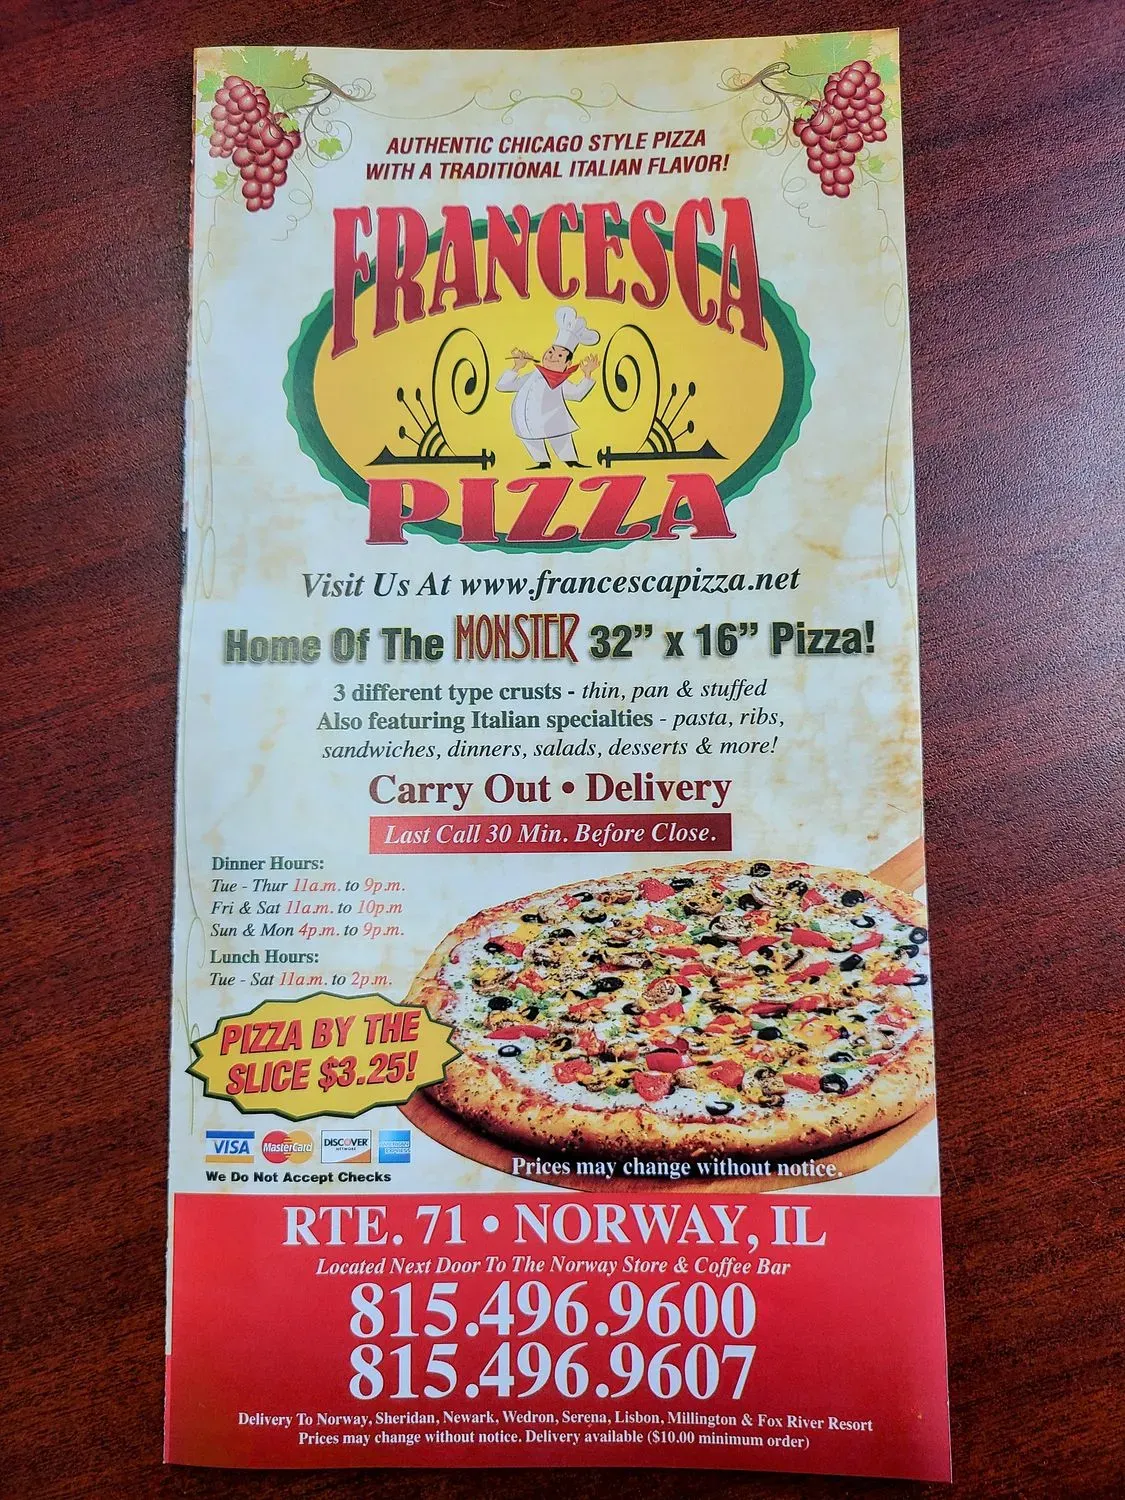 AUTHENTIC CHICAGO STYLE PIZZA
WITH A TRADITIONAL ITALIAN FLAVOR!
FRANCESCA
PIZZA
Visit Us At www.francescapizza.net
Home Of The MONSTER 32” x 16” Pizza!
3 different type crusts - thin, pan & stuffed
Also featuring Italian specialties - pasta, ribs,
sandwiches, dinners, salads, desserts & more!
Carry Out • Delivery
Last Call 30 Min. Before Close.
Dinner Hours:
Tue - Thur 11a.m. to 9p.m.
Fri & Sat 11a.m. to 10p.m
Sun & Mon 4p.m. to 9p.m.
Lunch Hours:
Tue - Sat 11a.m. to 2p.m.
PIZZA BY THE
SLICE $3.25!
VISA MasterCard DISCOVER NETWORK AMERICAN EXPRESS
We Do Not Accept Checks
Prices may change without notice.
RTE. 71 • NORWAY, IL
Located Next Door To The Norway Store & Coffee Bar
815.496.9600
815.496.9607
Delivery To Norway, Sheridan, Newark, Wedron, Serena, Lisbon, Millington & Fox River Resort
Prices may change without notice. Delivery available ($10.00 minimum order)